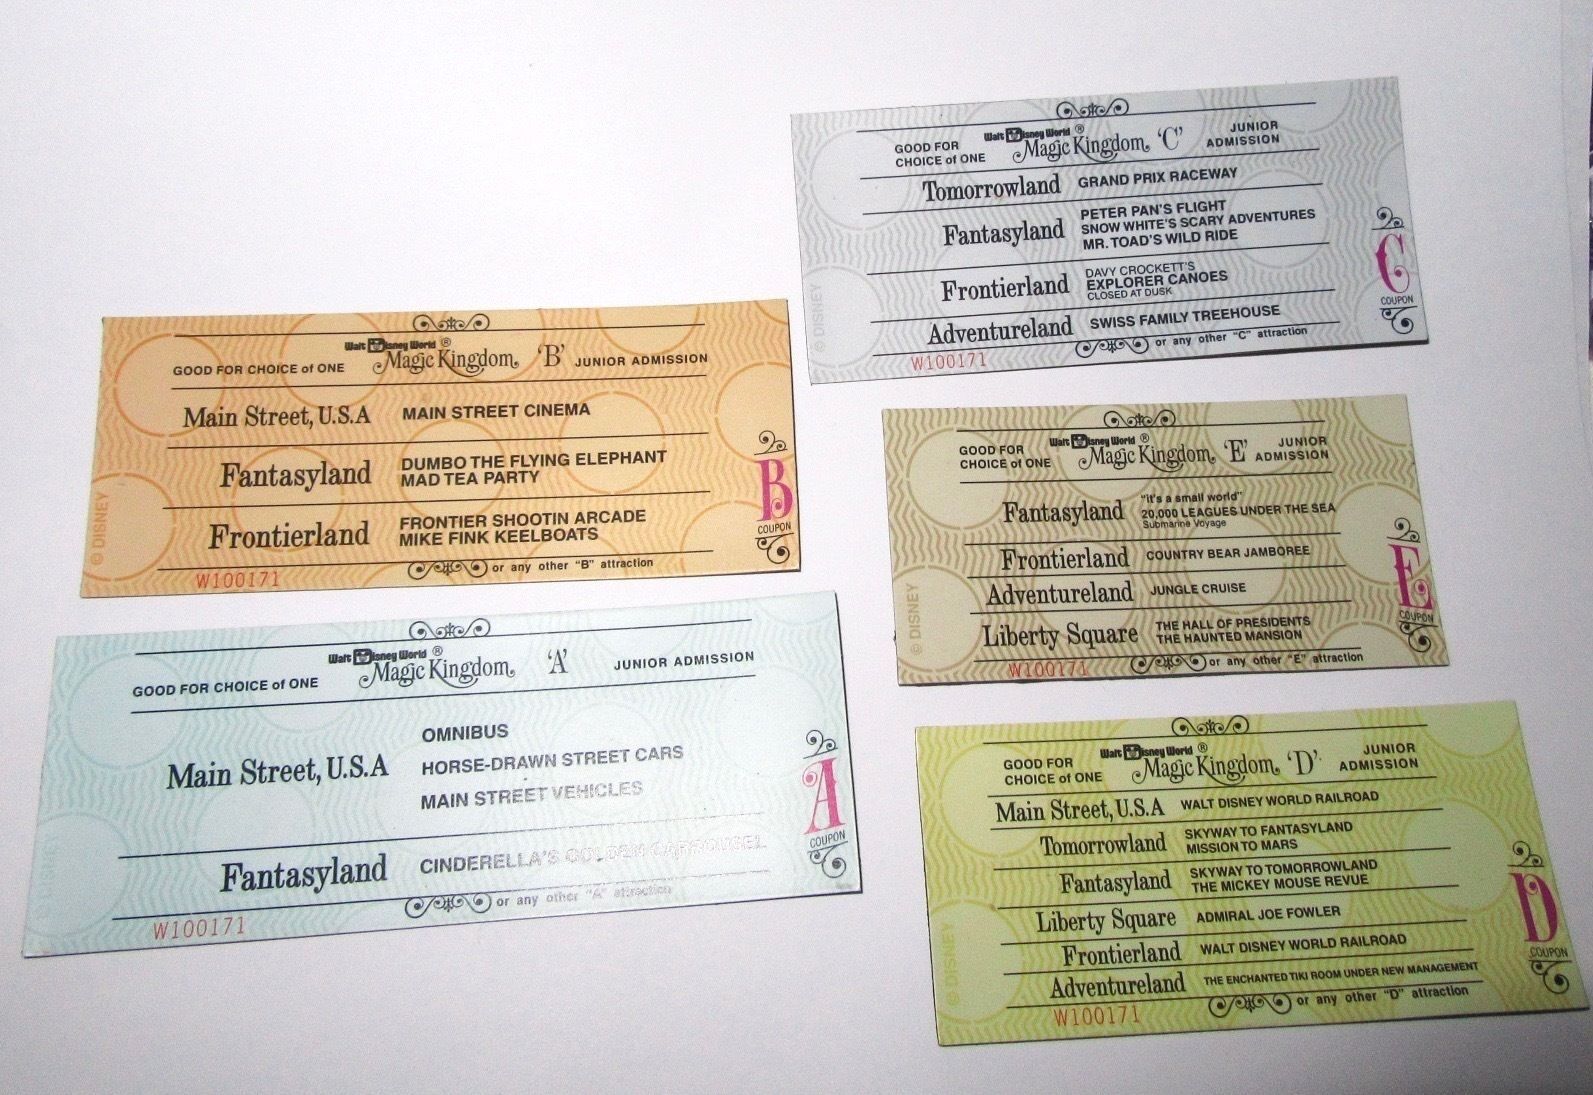 Walt Disney World ®
GOOD FOR CHOICE of ONE Magic Kingdom, 'B' JUNIOR ADMISSION
Main Street, U.S.A MAIN STREET CINEMA
Fantasyland DUMBO THE FLYING ELEPHANT
MAD TEA PARTY
Frontierland FRONTIER SHOOTIN ARCADE
MIKE FINK KEELBOATS
W100171 or any other "B" attraction
© DISNEY
B
COUPON
Walt Disney World ®
GOOD FOR CHOICE of ONE Magic Kingdom, 'A' JUNIOR ADMISSION
Main Street, U.S.A OMNIBUS
HORSE-DRAWN STREET CARS
MAIN STREET VEHICLES
Fantasyland CINDERELLA'S GOLDEN CARROUSEL
W100171 or any other "A" attraction
A
COUPON
Walt Disney World ®
GOOD FOR Magic Kingdom, 'C' JUNIOR
CHOICE of ONE ADMISSION
Tomorrowland GRAND PRIX RACEWAY
Fantasyland PETER PAN'S FLIGHT
SNOW WHITE'S SCARY ADVENTURES
MR. TOAD'S WILD RIDE
Frontierland DAVY CROCKETT'S
EXPLORER CANOES
CLOSED AT DUSK
Adventureland SWISS FAMILY TREEHOUSE
W100171 or any other "C" attraction
© DISNEY
C
COUPON
Walt Disney World ®
GOOD FOR Magic Kingdom, 'E' JUNIOR
CHOICE of ONE ADMISSION
Fantasyland "it's a small world"
20,000 LEAGUES UNDER THE SEA
Submarine Voyage
Frontierland COUNTRY BEAR JAMBOREE
Adventureland JUNGLE CRUISE
Liberty Square THE HALL OF PRESIDENTS
THE HAUNTED MANSION
W100171 or any other "E" attraction
© DISNEY
E
COUPON
Walt Disney World ®
GOOD FOR Magic Kingdom, 'D' JUNIOR
CHOICE of ONE ADMISSION
Main Street, U.S.A WALT DISNEY WORLD RAILROAD
Tomorrowland SKYWAY TO FANTASYLAND
MISSION TO MARS
Fantasyland SKYWAY TO TOMORROWLAND
THE MICKEY MOUSE REVUE
Liberty Square ADMIRAL JOE FOWLER
Frontierland WALT DISNEY WORLD RAILROAD
Adventureland THE ENCHANTED TIKI ROOM UNDER NEW MANAGEMENT
W100171 or any other "D" attraction
© DISNEY
D
COUPON